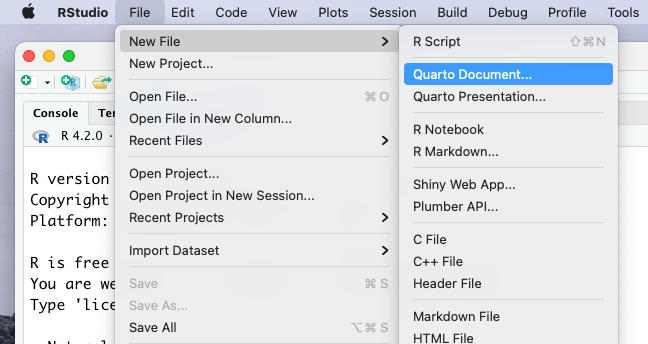 RStudio File Edit Code View Plots Session Build Debug Profile Tools
New File
New Project...
Open File... ⌘ O
Open File in New Column...
Recent Files
Open Project...
Open Project in New Session...
Recent Projects
Import Dataset
Save ⌘ S
Save As...
Save All ⌥⌘ S
R Script ⇧⌘N
Quarto Document...
Quarto Presentation...
R Notebook
R Markdown...
Shiny Web App...
Plumber API...
C File
C++ File
Header File
Markdown File
HTML File
Console
R 4.2.0 ·
R version
Copyright
Platform:
R is free
You are we
Type 'lice